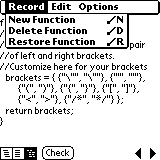 Record Edit Options
New Function /N
Delete Function /D
Restore Function /R
f
//
// pair
//of left and right brackets.
//Customize here for your brackets
brackets = { {"\"", "\""}, {"'", "'"},
{"(", ")"}, {"{", "}"}, {"[", "]"},
{"<", ">"}, {"/*", "*/"} };
return brackets;
}
Check